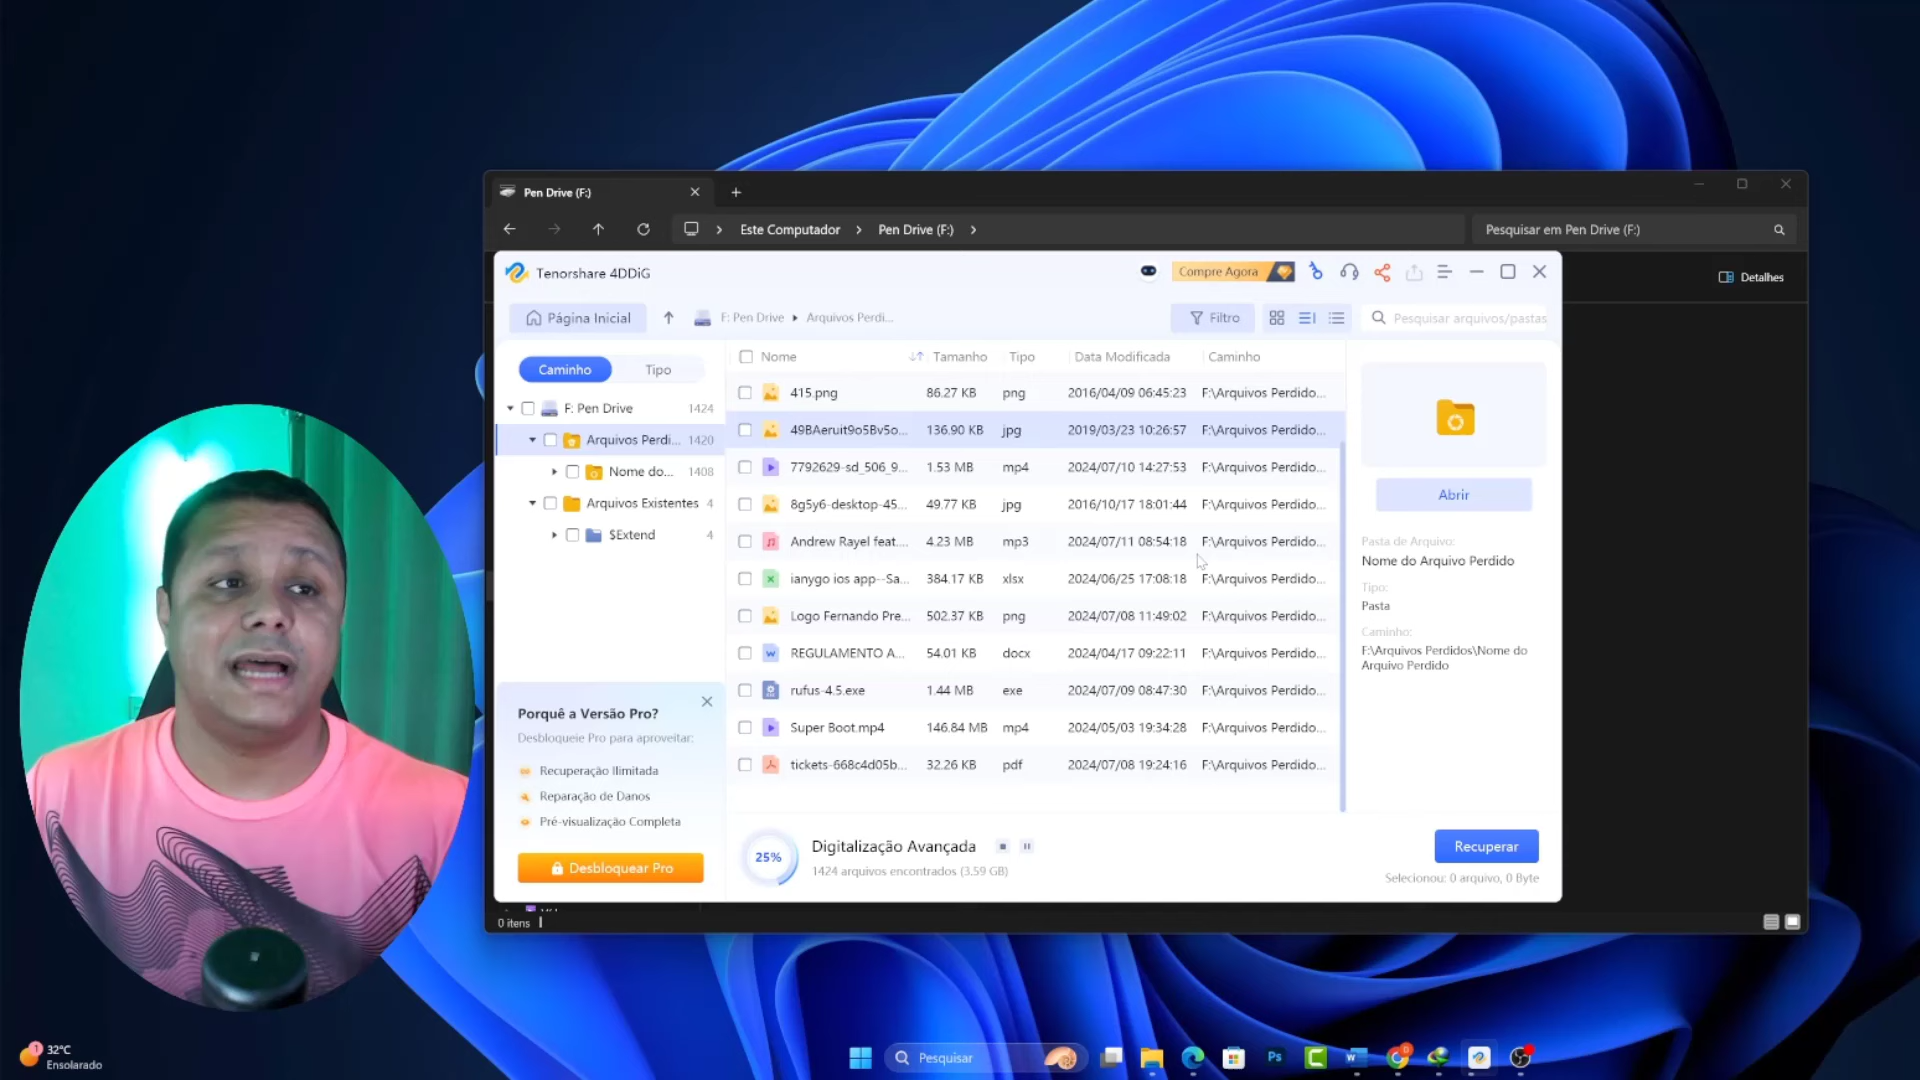 Pen Drive (F:)
Este Computador
Pen Drive (F:)
Pesquisar em Pen Drive (F:)
Detalhes
Tenorshare 4DDiG
Compre Agora
Página Inicial
F: Pen Drive
Arquivos Perdi...
Filtro
Pesquisar arquivos/pastas
Caminho
Tipo
F: Pen Drive 1424
Arquivos Perdi... 1420
Nome do... 1408
Arquivos Existentes 4
$Extend 4
Nome Tamanho Tipo Data Modificada Caminho
415.png 86.27 KB png 2016/04/09 06:45:23 F:\Arquivos Perdido...
49BAeruit9o5Bv5o... 136.90 KB jpg 2019/03/23 10:26:57 F:\Arquivos Perdido...
7792629-sd_506_9... 1.53 MB mp4 2024/07/10 14:27:53 F:\Arquivos Perdido...
8g5y6-desktop-45... 49.77 KB jpg 2016/10/17 18:01:44 F:\Arquivos Perdido...
Andrew Rayel feat.... 4.23 MB mp3 2024/07/11 08:54:18 F:\Arquivos Perdido...
ianygo ios app--Sa... 384.17 KB xlsx 2024/06/25 17:08:18 F:\Arquivos Perdido...
Logo Fernando Pre... 502.37 KB png 2024/07/08 11:49:02 F:\Arquivos Perdido...
REGULAMENTO A... 54.01 KB docx 2024/04/17 09:22:11 F:\Arquivos Perdido...
rufus-4.5.exe 1.44 MB exe 2024/07/09 08:47:30 F:\Arquivos Perdido...
Super Boot.mp4 146.84 MB mp4 2024/05/03 19:34:28 F:\Arquivos Perdido...
tickets-668c4d05b... 32.26 KB pdf 2024/07/08 19:24:16 F:\Arquivos Perdido...
Abrir
Pasta de Arquivo:
Nome do Arquivo Perdido
Tipo:
Pasta
Caminho:
F:\Arquivos Perdidos\Nome do
Arquivo Perdido
Porquê a Versão Pro?
Desbloqueie Pro para aproveitar:
Recuperação Ilimitada
Reparação de Danos
Pré-visualização Completa
Desbloquear Pro
25%
Digitalização Avançada
1424 arquivos encontrados (3.59 GB)
Recuperar
Selecionou: 0 arquivo, 0 Byte
0 itens
1
32°C
Ensolarado
Pesquisar
Ps